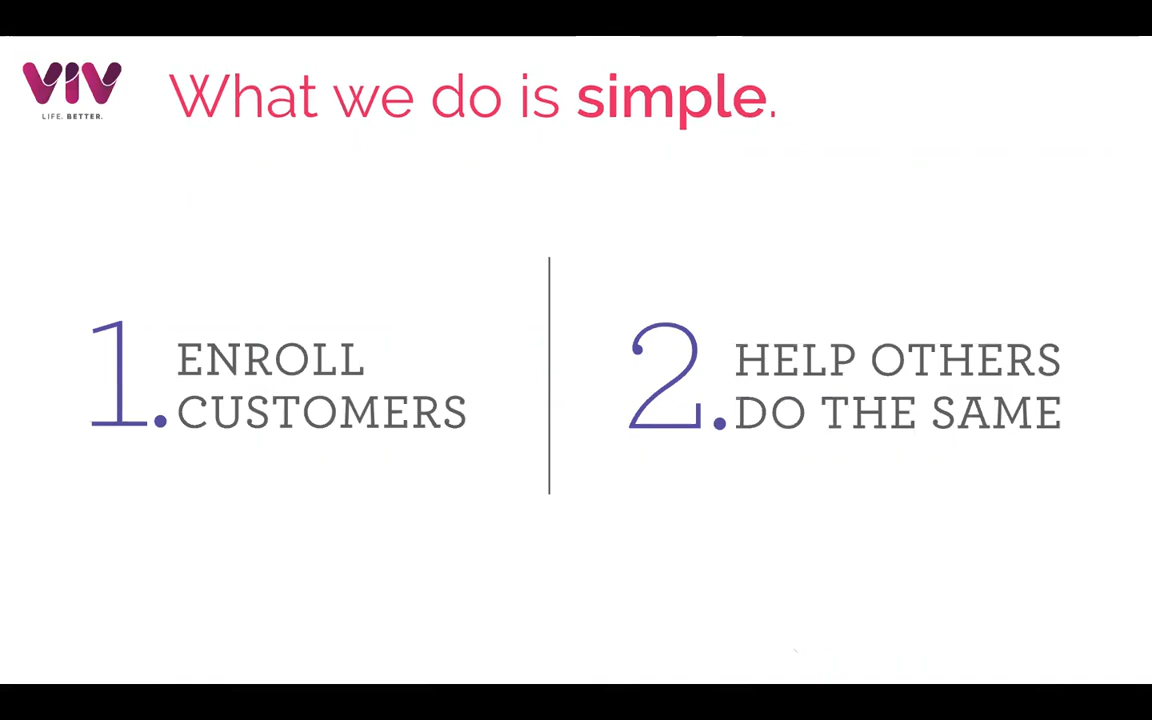 VIV
LIFE. BETTER.
What we do is simple.
1. ENROLL
CUSTOMERS
2. HELP OTHERS
DO THE SAME